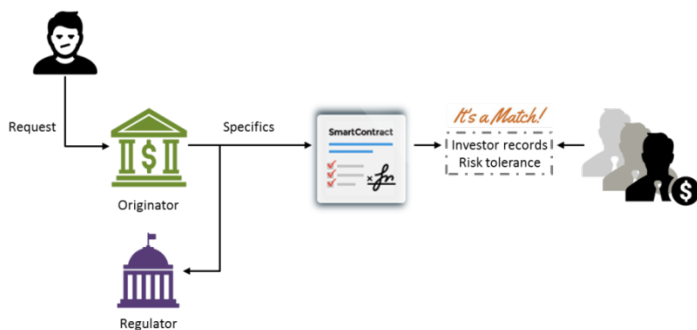 Request
Originator
$
Specifics
Regulator
SmartContract
It's a Match!
Investor records
Risk tolerance
$